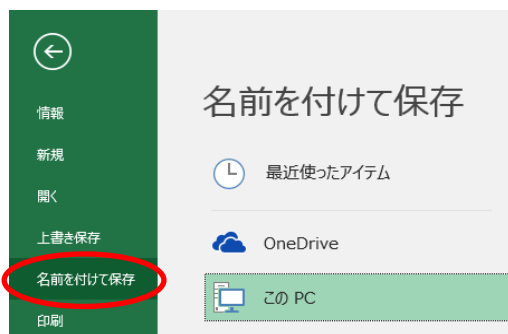 情報
新規
開く
上書き保存
名前を付けて保存
印刷
名前を付けて保存
最近使ったアイテム
OneDrive
この PC